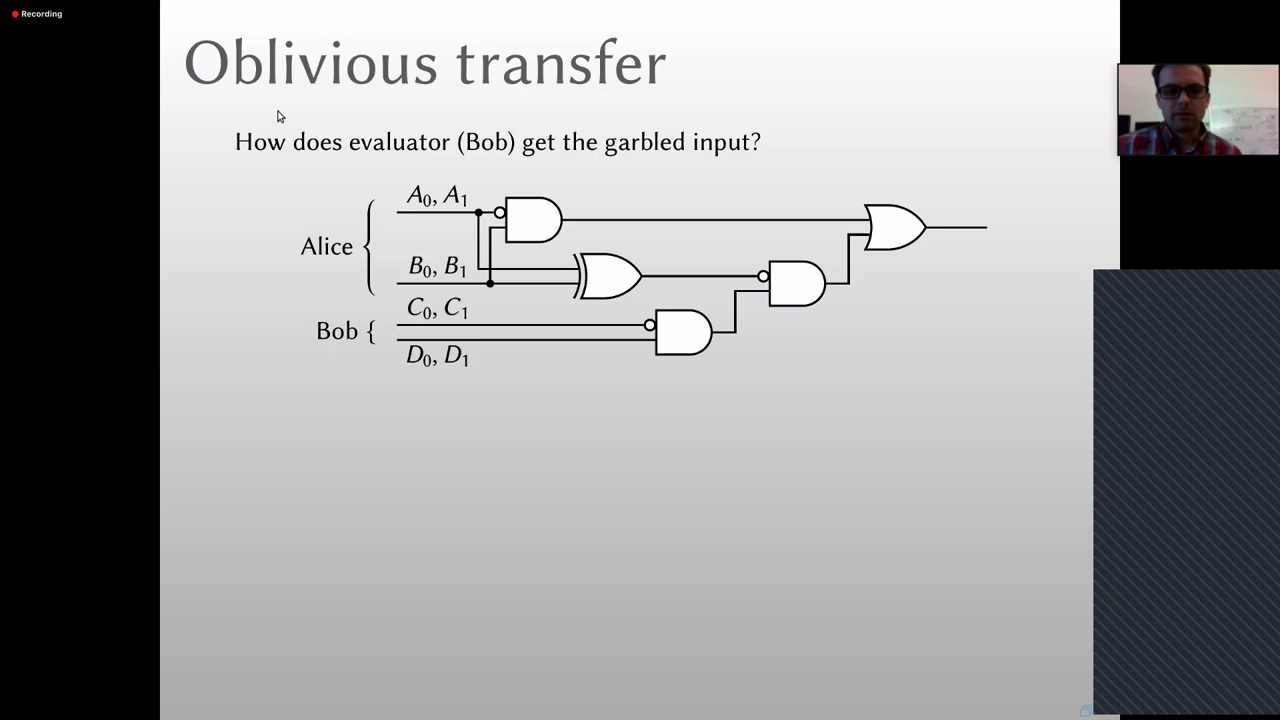 Recording
Oblivious transfer
How does evaluator (Bob) get the garbled input?
A₀, A₁
Alice
B₀, B₁
C₀, C₁
Bob
D₀, D₁